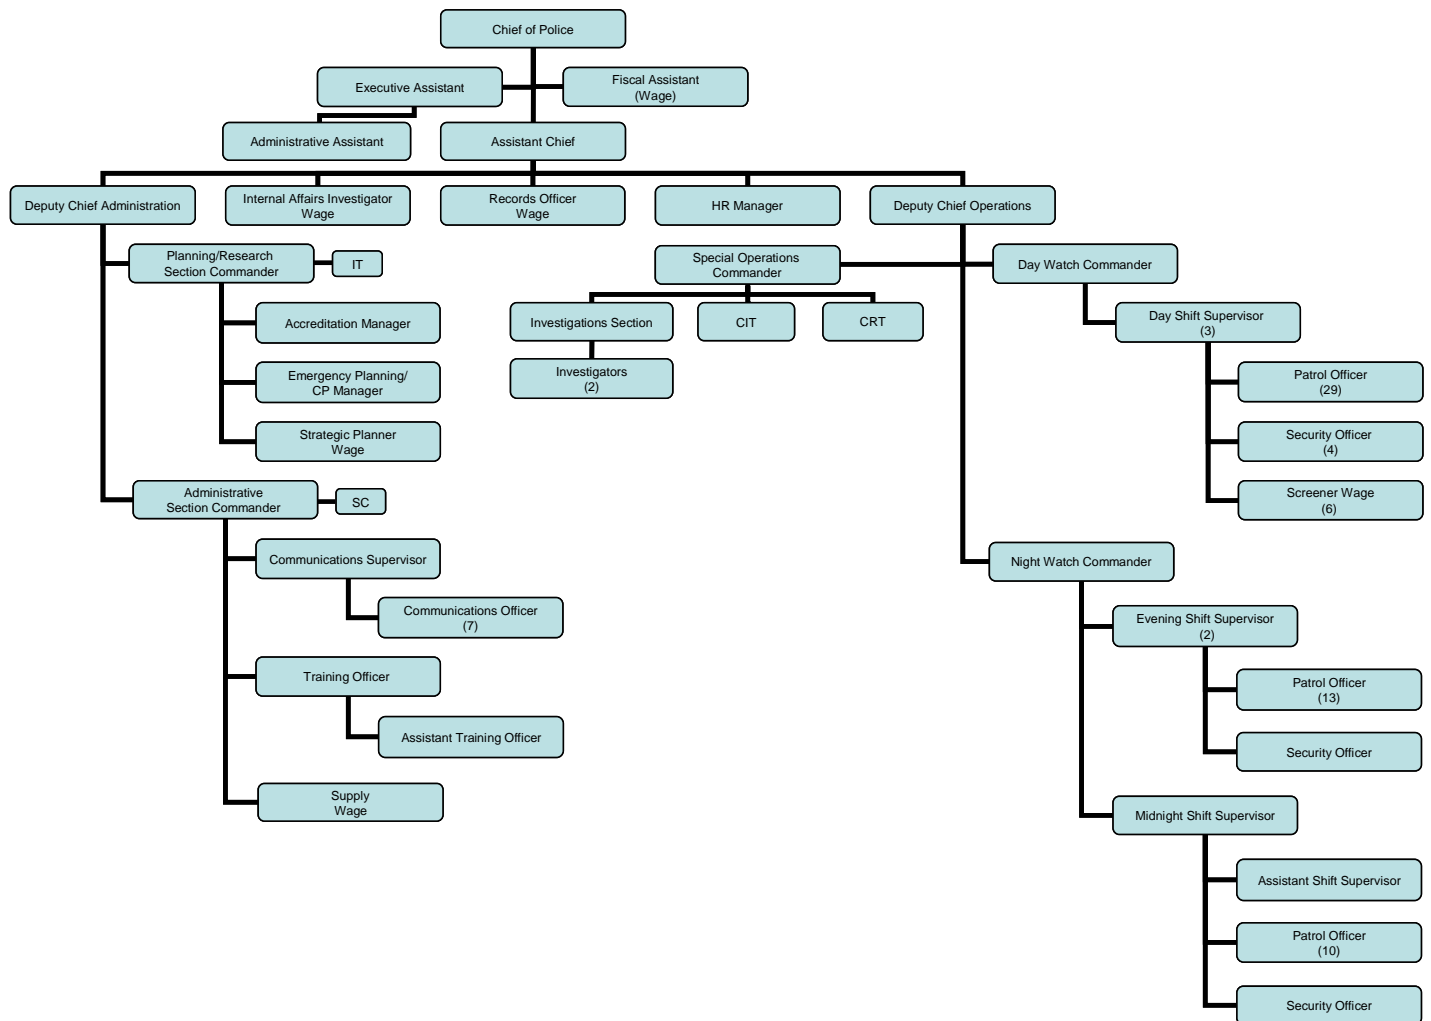 Chief of Police
Executive Assistant
Fiscal Assistant
(Wage)
Administrative Assistant
Assistant Chief
Deputy Chief Administration
Internal Affairs Investigator
Wage
Records Officer
Wage
HR Manager
Deputy Chief Operations
Planning/Research
Section Commander
IT
Special Operations
Commander
Day Watch Commander
Accreditation Manager
Investigations Section
CIT
CRT
Day Shift Supervisor
(3)
Emergency Planning/
CP Manager
Investigators
(2)
Patrol Officer
(29)
Strategic Planner
Wage
Security Officer
(4)
Administrative
Section Commander
SC
Screener Wage
(6)
Communications Supervisor
Night Watch Commander
Communications Officer
(7)
Evening Shift Supervisor
(2)
Training Officer
Patrol Officer
(13)
Assistant Training Officer
Security Officer
Supply
Wage
Midnight Shift Supervisor
Assistant Shift Supervisor
Patrol Officer
(10)
Security Officer